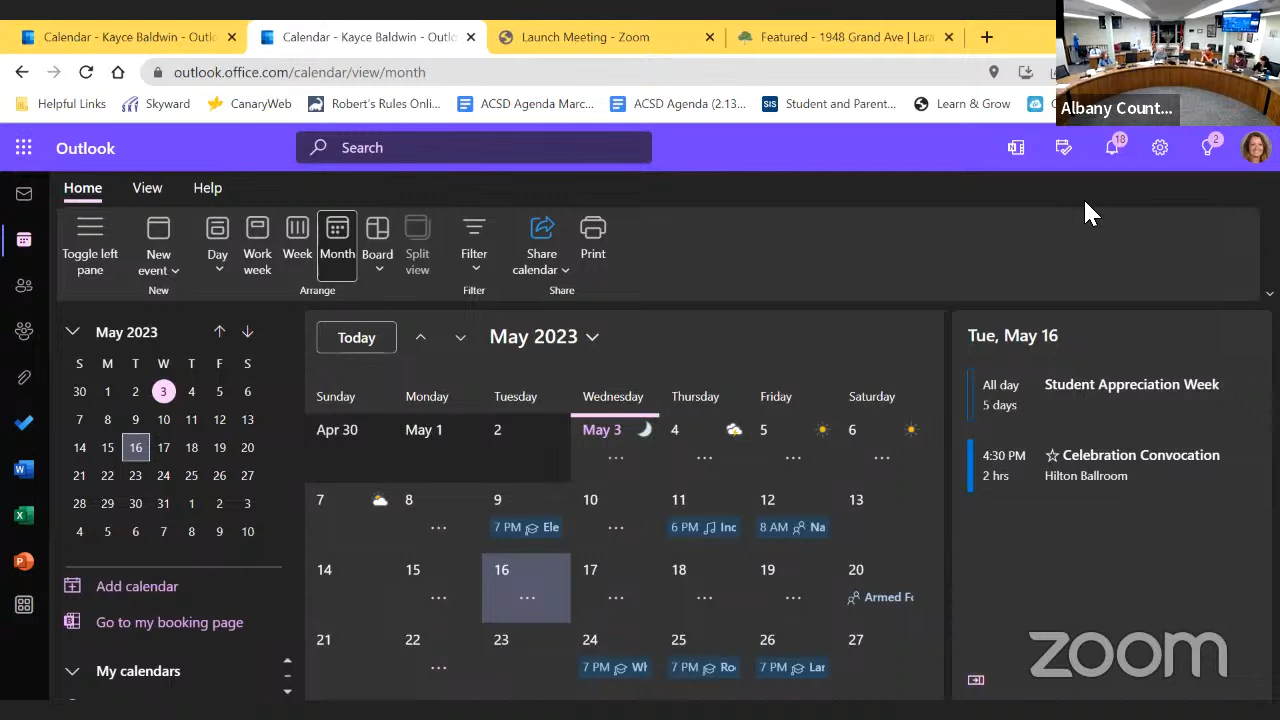 Calendar - Kayce Baldwin - Outlo
Calendar - Kayce Baldwin - Outlo
Launch Meeting - Zoom
Featured - 1948 Grand Ave | Lara
outlook.office.com/calendar/view/month
Helpful Links
Skyward
CanaryWeb
Robert's Rules Onli...
ACSD Agenda Marc...
ACSD Agenda (2.13...
SIS
Student and Parent...
Learn & Grow
Albany Count...
Outlook
Search
18
2
Home
View
Help
Toggle left
pane
New
event
New
Day
Work
week
Week
Month
Board
Split
view
Arrange
Filter
Filter
Share
calendar
Print
Share
May 2023
S M T W T F S
30 1 2 3 4 5 6
7 8 9 10 11 12 13
14 15 16 17 18 19 20
21 22 23 24 25 26 27
28 29 30 31 1 2 3
4 5 6 7 8 9 10
Add calendar
Go to my booking page
My calendars
Today
May 2023
Sunday Monday Tuesday Wednesday Thursday Friday Saturday
Apr 30 May 1 2 May 3 4 5 6
... ... ... ...
7 8 9 10 11 12 13
... 7 PM Ele ... 6 PM Inc 8 AM Na
14 15 16 17 18 19 20
... ... ... ... ... Armed Fo
21 22 23 24 25 26 27
... 7 PM Wh 7 PM Ro 7 PM Lar
Tue, May 16
All day Student Appreciation Week
5 days
4:30 PM Celebration Convocation
2 hrs Hilton Ballroom
zoom